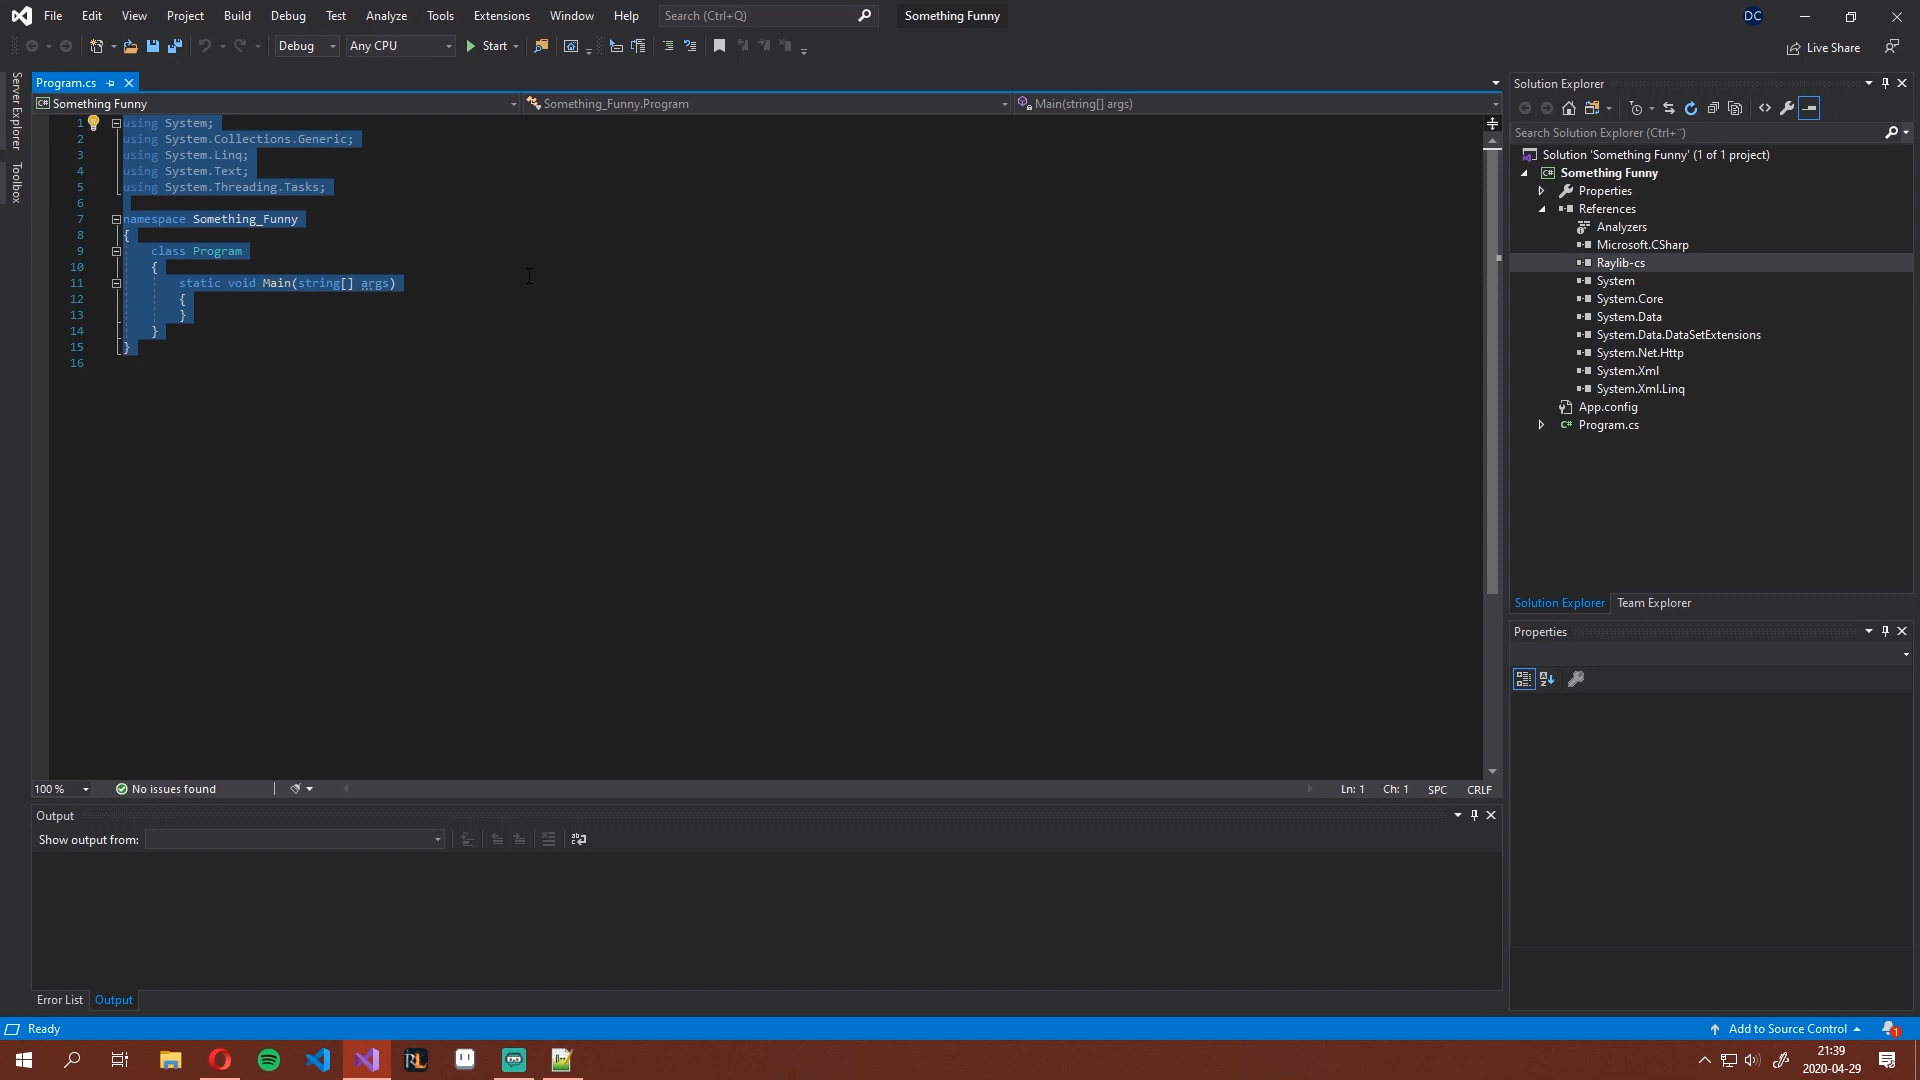 File Edit View Project Build Debug Test Analyze Tools Extensions Window Help Search (Ctrl+Q) Something Funny DC
Debug Any CPU Start Live Share
Server Explorer
Toolbox
Program.cs
Something Funny Something_Funny.Program Main(string[] args)
1 using System;
2 using System.Collections.Generic;
3 using System.Linq;
4 using System.Text;
5 using System.Threading.Tasks;
6
7 namespace Something_Funny
8 {
9 class Program
10 {
11 static void Main(string[] args)
12 {
13 }
14 }
15 }
16
100 % No issues found Ln: 1 Ch: 1 SPC CRLF
Output
Show output from:
Error List Output
Solution Explorer
Search Solution Explorer (Ctrl+¨)
Solution 'Something Funny' (1 of 1 project)
C# Something Funny
Properties
References
Analyzers
Microsoft.CSharp
Raylib-cs
System
System.Core
System.Data
System.Data.DataSetExtensions
System.Net.Http
System.Xml
System.Xml.Linq
App.config
C# Program.cs
Solution Explorer Team Explorer
Properties
Ready Add to Source Control 1
RL 21:39
2020-04-29